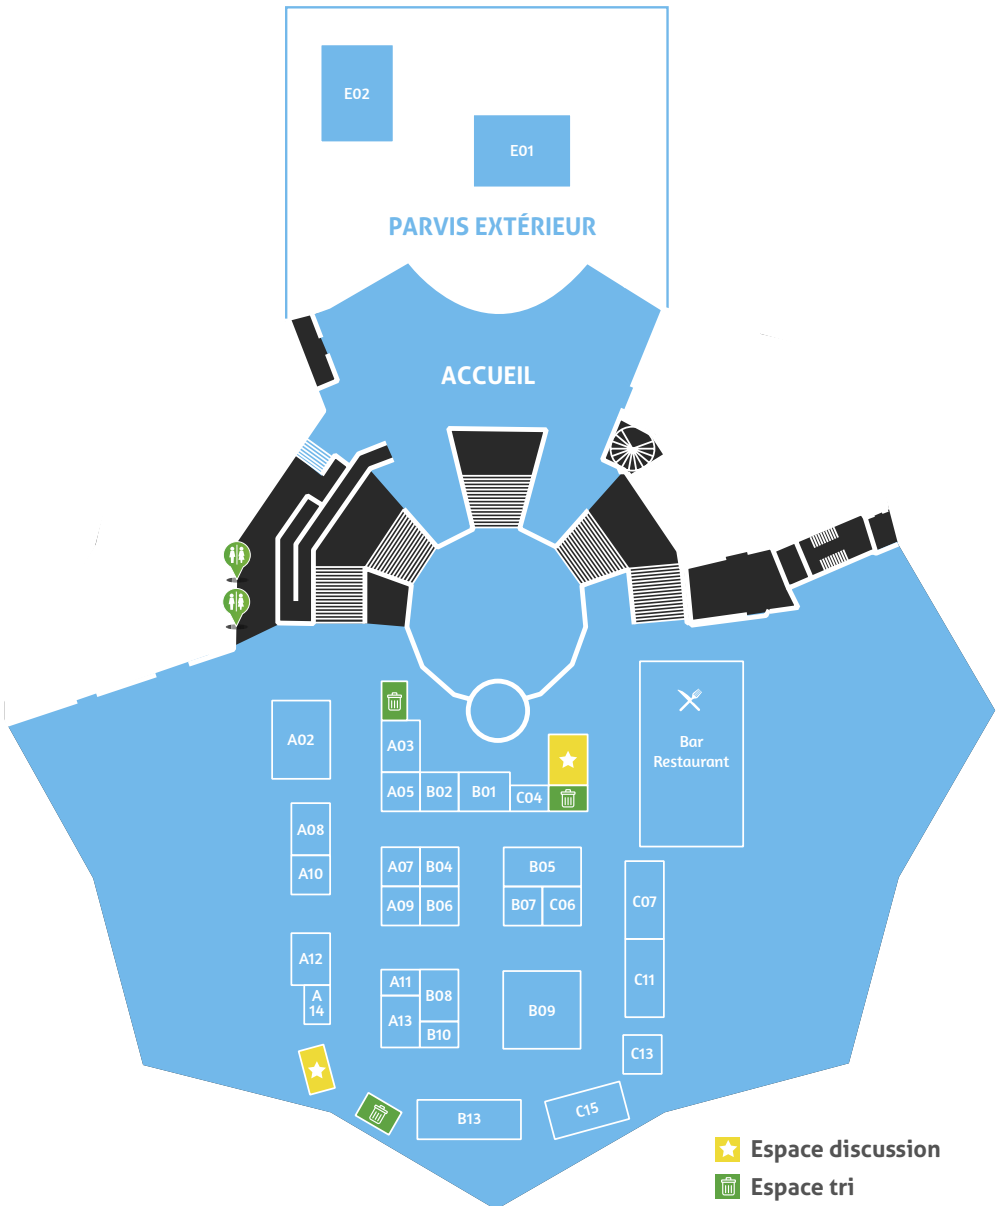 E02
E01
PARVIS EXTÉRIEUR
ACCUEIL
A02
A03
Bar
Restaurant
A05
B02
B01
C04
A08
A10
A07
B04
B05
A09
B06
B07
C06
C07
A12
A
14
A11
B08
A13
B10
B09
C11
C13
B13
C15
Espace discussion
Espace tri